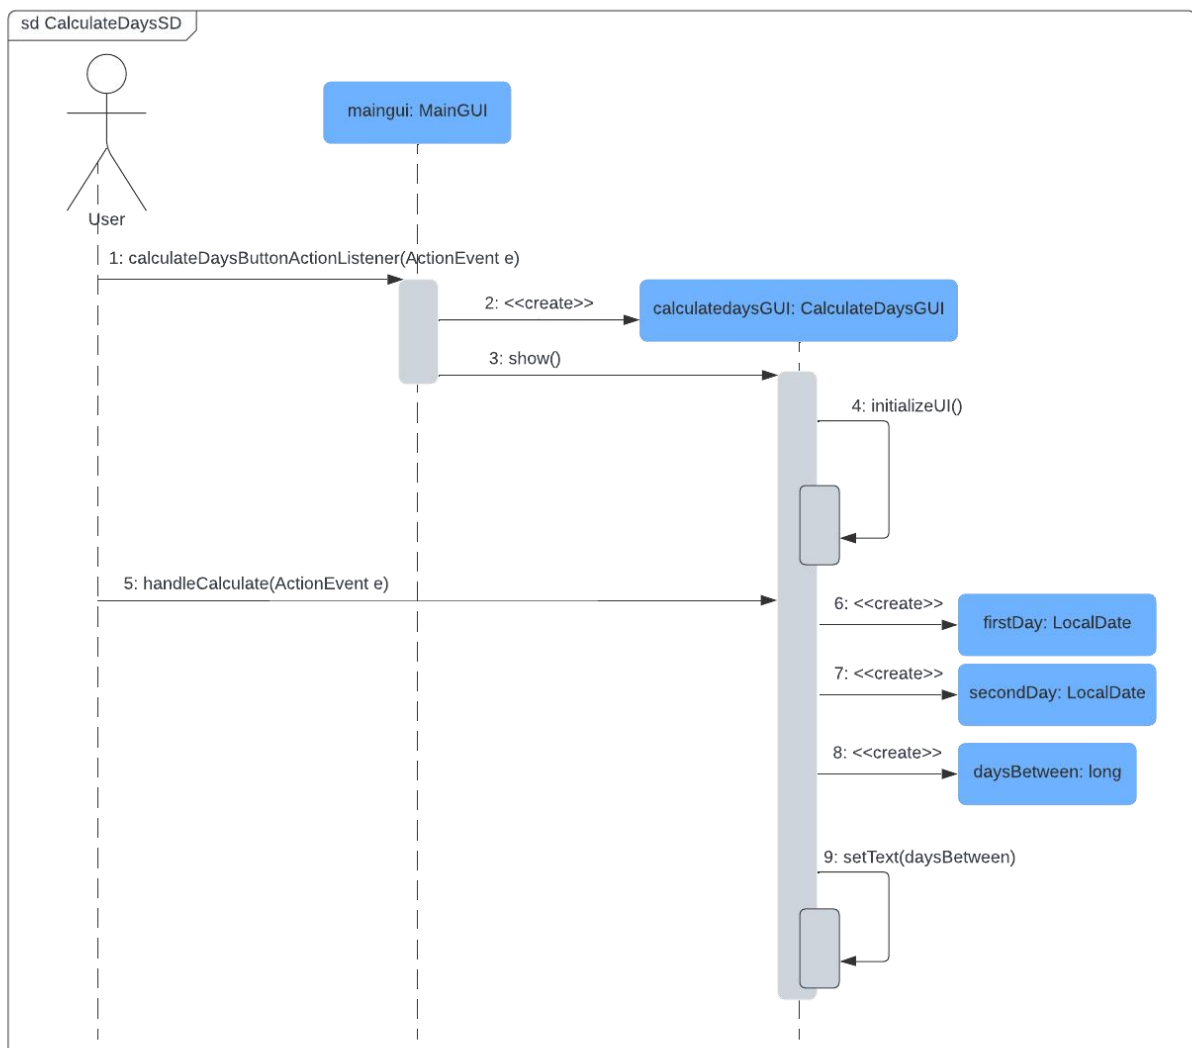 sd CalculateDaysSD
maingui: MainGUI
User
1: calculateDaysButtonActionListener(ActionEvent e)
2: <<create>>
calculatedaysGUI: CalculateDaysGUI
3: show()
4: initializeUI()
5: handleCalculate(ActionEvent e)
6: <<create>>
firstDay: LocalDate
7: <<create>>
secondDay: LocalDate
8: <<create>>
daysBetween: long
9: setText(daysBetween)